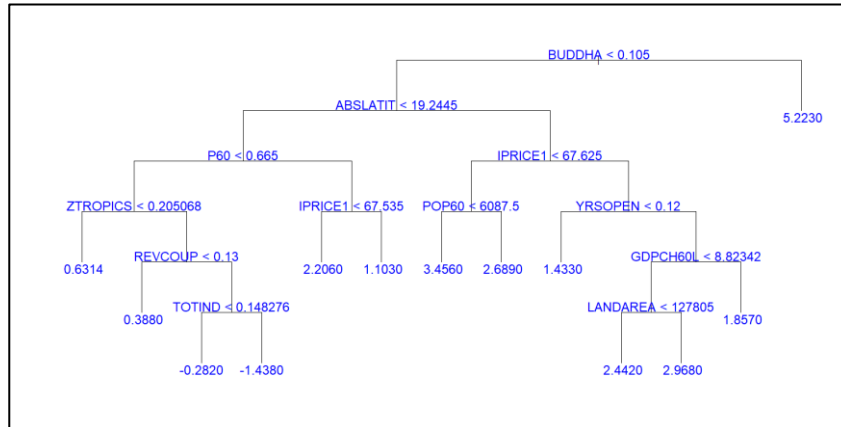 BUDDHA < 0.105
ABSLATIT < 19.2445
5.2230
P60 < 0.665
IPRICE1 < 67.625
ZTROPICS < 0.205068
IPRICE1 < 67.535
POP60 < 6087.5
YRSOPEN < 0.12
0.6314
REVCOUP < 0.13
2.2060
1.1030
3.4560
2.6890
1.4330
GDPCH60L < 8.82342
0.3880
TOTIND < 0.148276
LANDAREA < 127805
1.8570
-0.2820
-1.4380
2.4420
2.9680